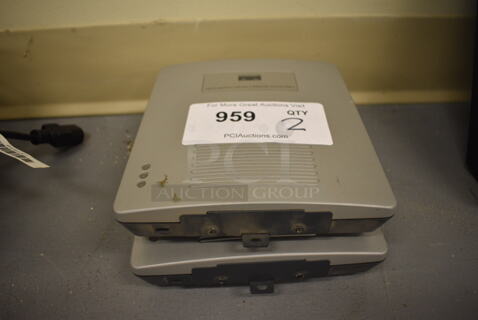 For More Great Auctions Visit
959
QTY
2
PCIAuctions.com
PCI
AUCTION GROUP